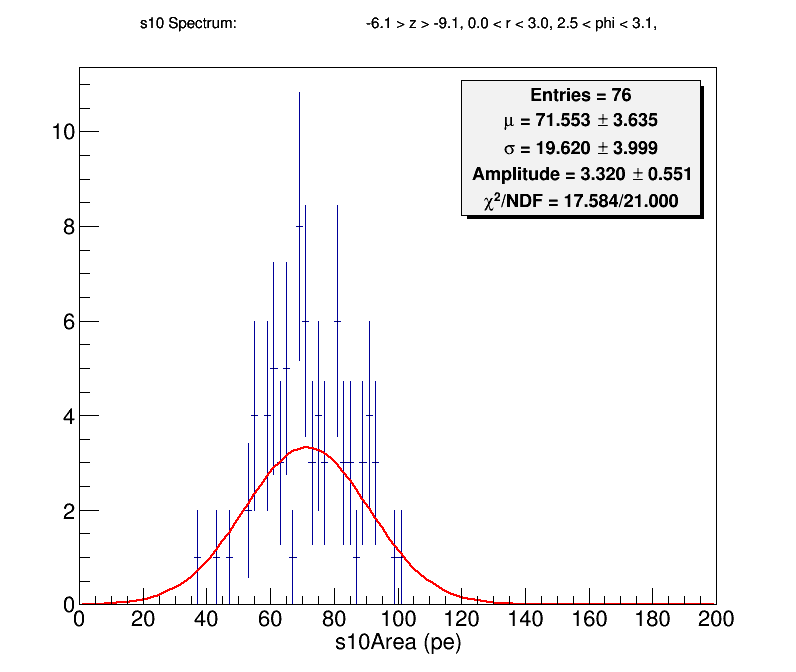 s10 Spectrum: -6.1 > z > -9.1, 0.0 < r < 3.0, 2.5 < phi < 3.1,
Entries = 76
μ = 71.553 ± 3.635
σ = 19.620 ± 3.999
Amplitude = 3.320 ± 0.551
χ²/NDF = 17.584/21.000
10
8
6
4
2
0
0 20 40 60 80 100 120 140 160 180 200
s10Area (pe)